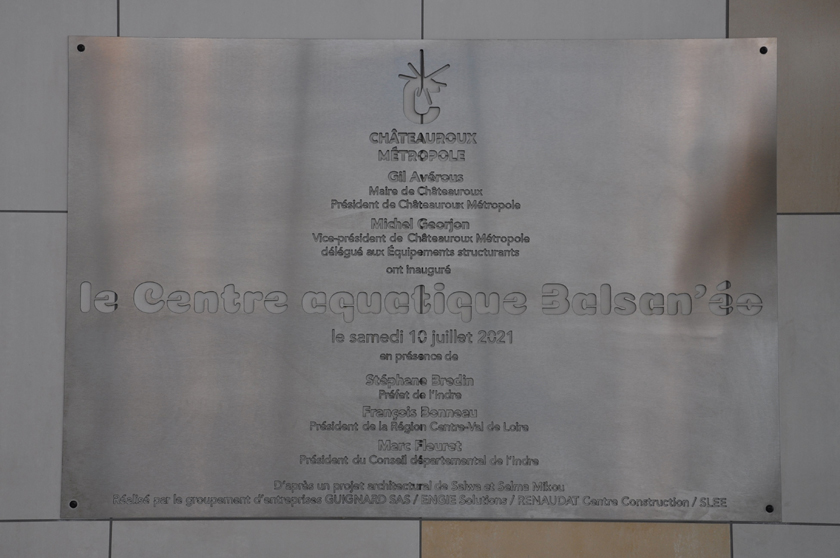 CHÂTEAUROUX
MÉTROPOLE
Gil Avérous
Maire de Châteauroux
Président de Châteauroux Métropole
Michel Georjon
Vice-président de Châteauroux Métropole
délégué aux Équipements structurants
ont inauguré
le Centre aquatique Balsan'éo
le samedi 10 juillet 2021
en présence de
Stéphane Bredin
Préfet de l'Indre
François Bonneau
Président de la Région Centre-Val de Loire
Marc Fleuret
Président du Conseil départemental de l'Indre
D'après un projet architectural de Salwa et Selma Mikou
Réalisé par le groupement d'entreprises GUIGNARD SAS / ENGIE Solutions / RENAUDAT Centre Construction / SLEE